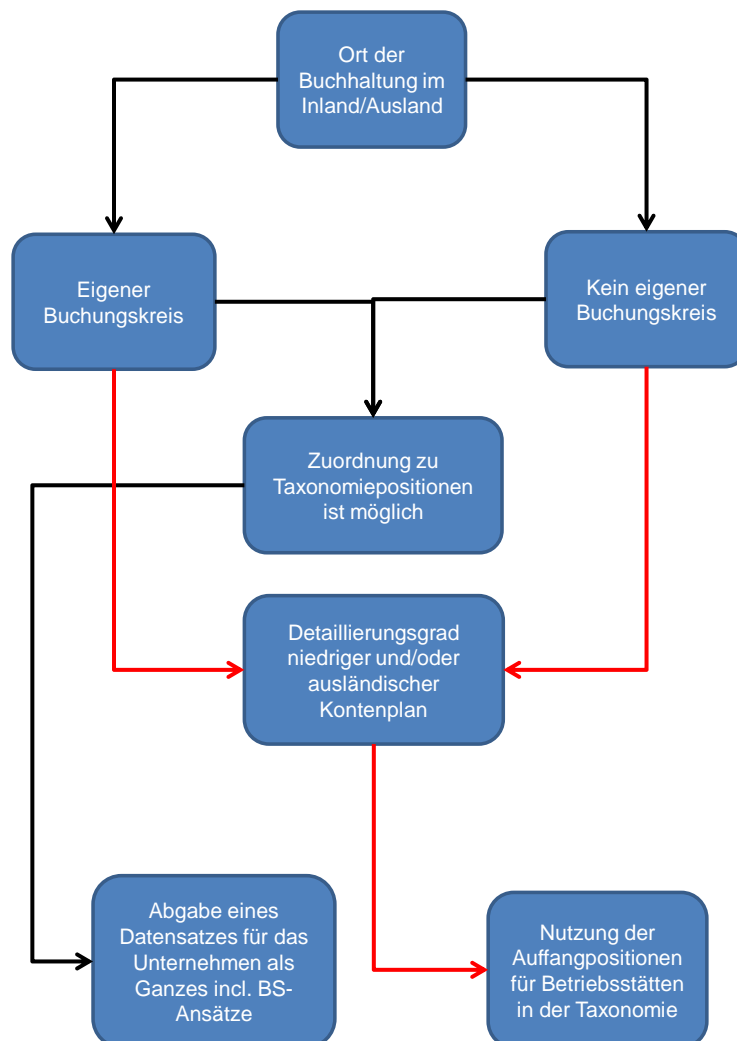 Ort der
Buchhaltung im
Inland/Ausland
Eigener
Buchungskreis
Kein eigener
Buchungskreis
Zuordnung zu
Taxonomiepositionen
ist möglich
Detaillierungsgrad
niedriger und/oder
ausländischer
Kontenplan
Abgabe eines
Datensatzes für das
Unternehmen als
Ganzes incl. BS-
Ansätze
Nutzung der
Auffangpositionen
für Betriebsstätten
in der Taxonomie